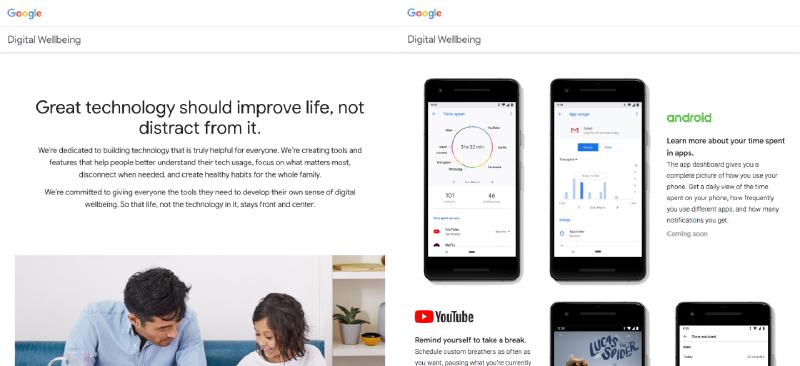 Google
Digital Wellbeing
Great technology should improve life, not
distract from it.
We're dedicated to building technology that is truly helpful for everyone. We're creating tools and
features that help people better understand their tech usage, focus on what matters most,
disconnect when needed, and create healthy habits for the whole family.
We're committed to giving everyone the tools they need to develop their own sense of digital
wellbeing. So that life, not the technology in it, stays front and center.
Google
Digital Wellbeing
Time spent
YouTube
3 hr 22 min
101
46
YouTube
Netflix
App usage
Gmail
android
Learn more about your time spent
in apps.
The app dashboard gives you a
complete picture of how you use your
phone. Get a daily view of the time
spent on your phone, how frequently
you use different apps, and how many
notifications you get.
Coming soon
YouTube
Remind yourself to take a break.
Schedule custom breathers as often as
you want, pausing what you're currently
LUCAS
THE
SPIDER
Time watched
Today